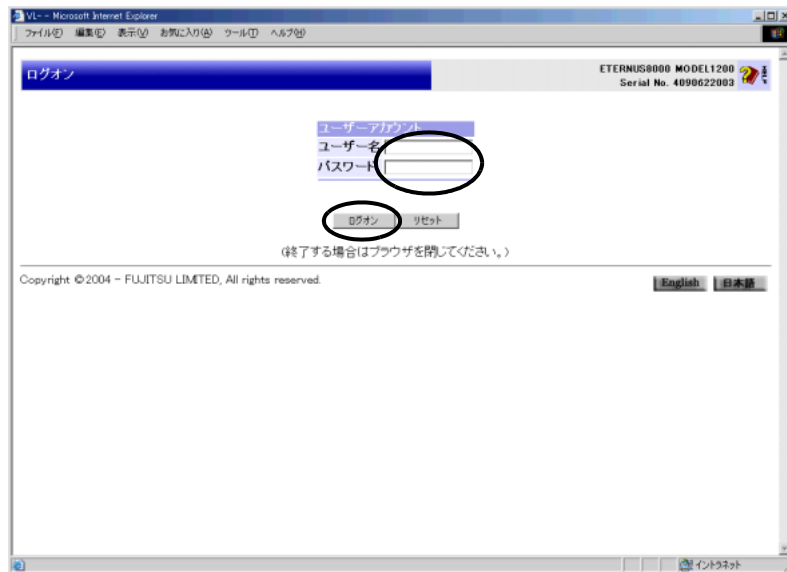 VL-- - Microsoft Internet Explorer
ファイル(F) 編集(E) 表示(V) お気に入り(A) ツール(T) ヘルプ(H)
ログオン
ETERNUS8000 MODEL1200
Serial No. 4090622003
ユーザーアカウント
ユーザー名
パスワード
ログオン リセット
(終了する場合はブラウザを閉じてください。)
Copyright ©2004 - FUJITSU LIMITED, All rights reserved.
English 日本語
イントラネット